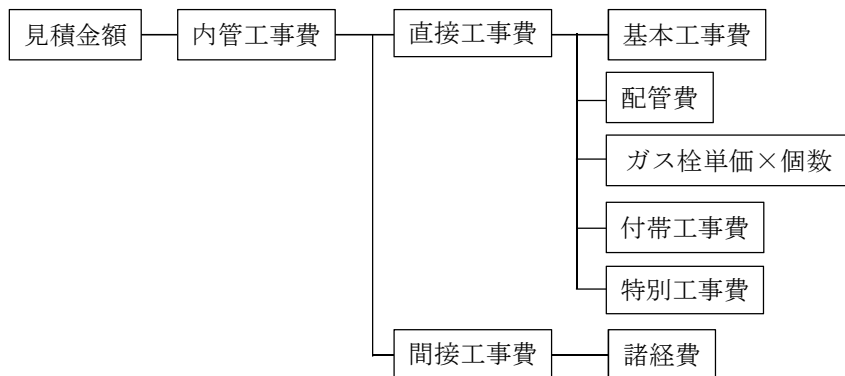 見積金額
内管工事費
直接工事費
基本工事費
配管費
ガス栓単価×個数
付帯工事費
特別工事費
間接工事費
諸経費